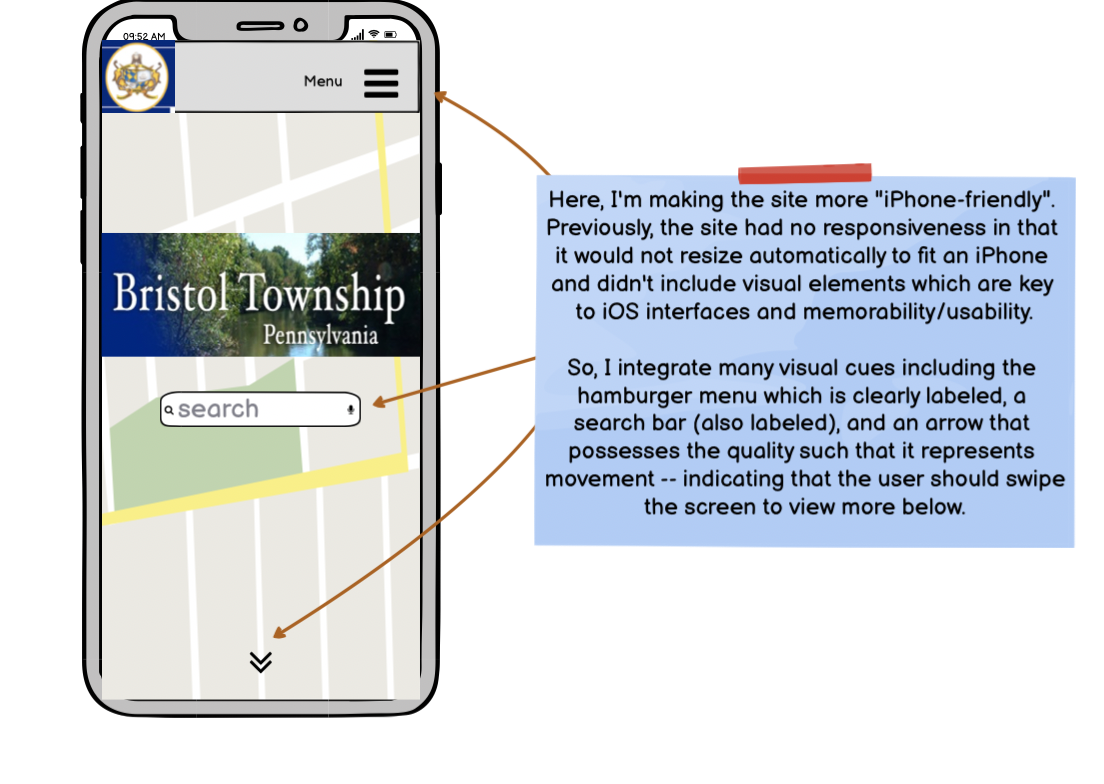 09:52 AM
Menu
Bristol Township
Pennsylvania
search
Here, I'm making the site more "iPhone-friendly".
Previously, the site had no responsiveness in that
it would not resize automatically to fit an iPhone
and didn't include visual elements which are key
to iOS interfaces and memorability/usability.
So, I integrate many visual cues including the
hamburger menu which is clearly labeled, a
search bar (also labeled), and an arrow that
possesses the quality such that it represents
movement -- indicating that the user should swipe
the screen to view more below.